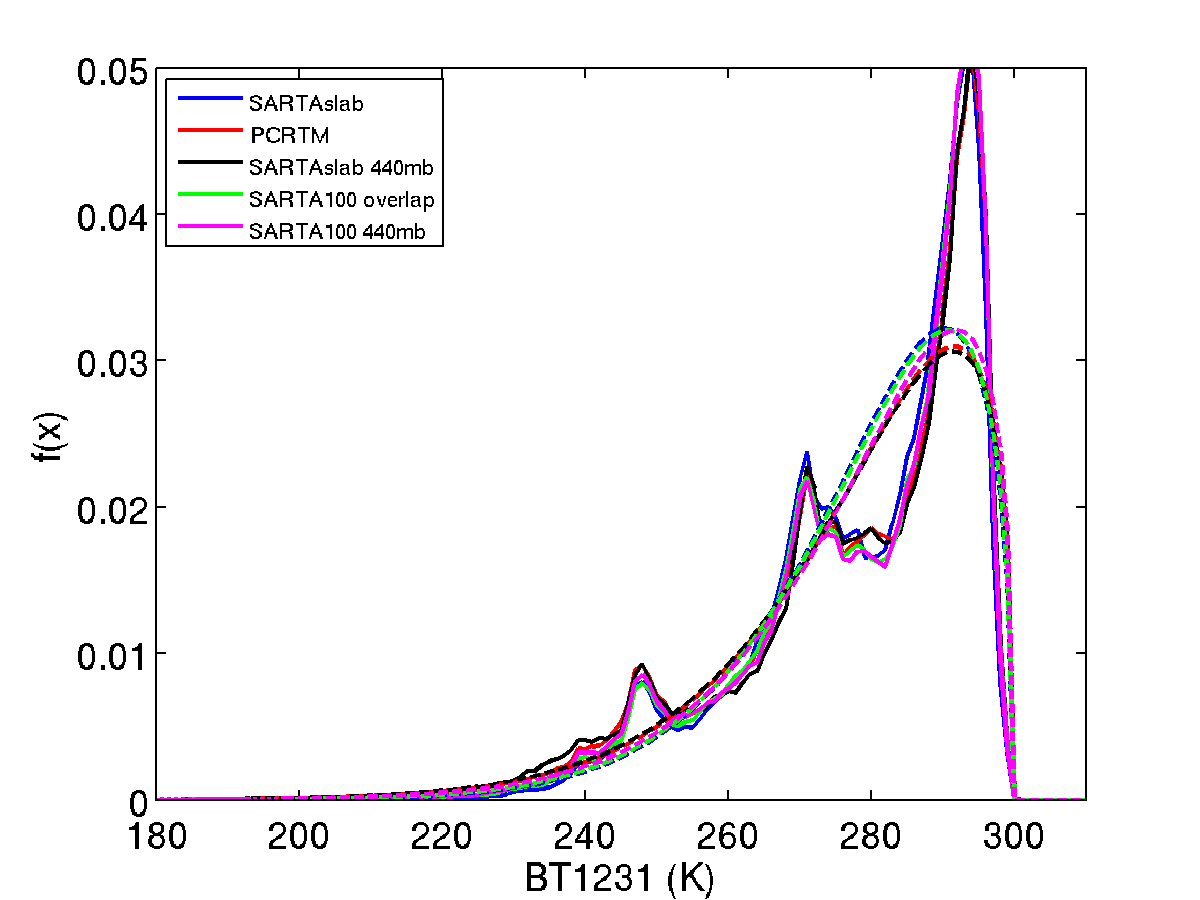 0.05
0.04
0.03
0.02
0.01
0
f(x)
SARTAslab
PCRTM
SARTAslab 440mb
SARTA100 overlap
SARTA100 440mb
180 200 220 240 260 280 300
BT1231 (K)